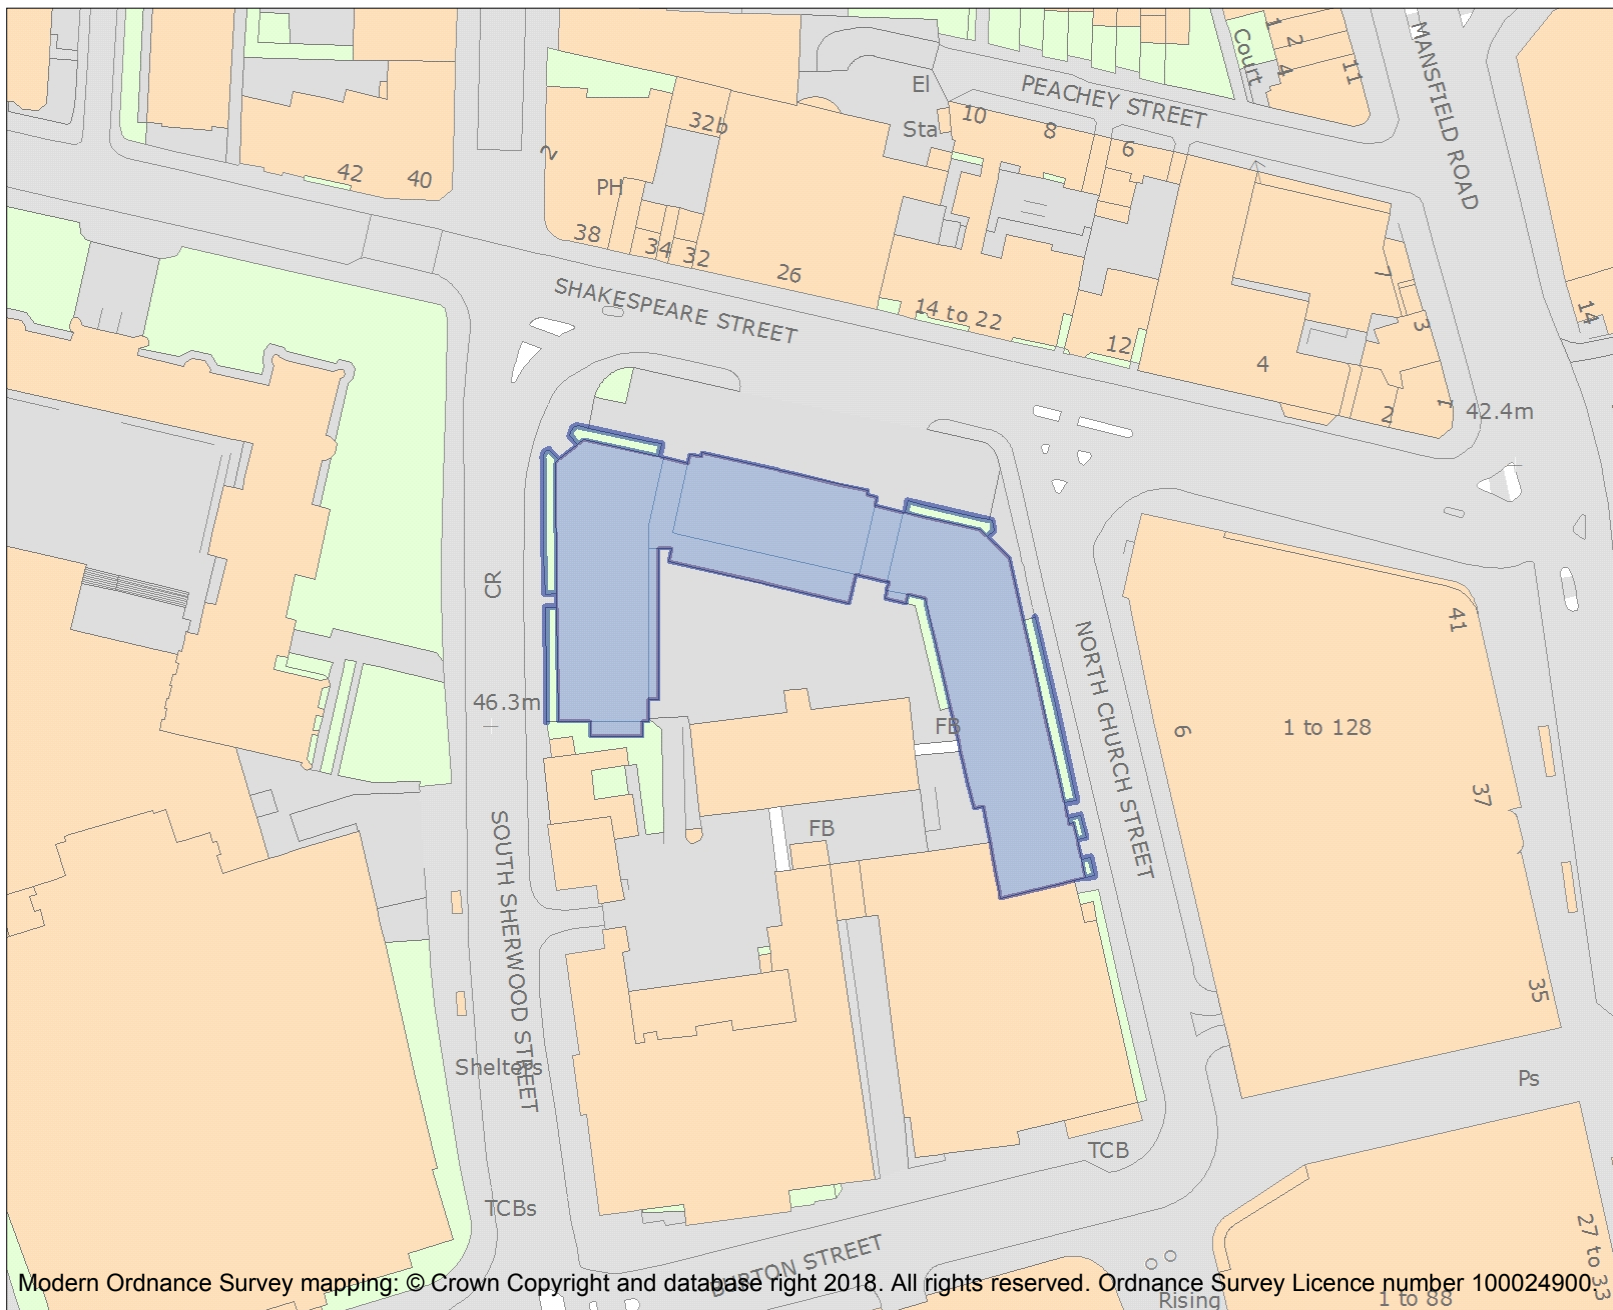 1
2
4
11
Court
MANSFIELD ROAD
El
Sta
PEACHEY STREET
10
8
6
32b
2
42
40
PH
38
34
32
26
SHAKESPEARE STREET
14 to 22
12
4
7
3
14
2
1
42.4m
CR
46.3m
41
NORTH CHURCH STREET
6
1 to 128
FB
37
FB
SOUTH SHERWOOD STREET
35
Shelters
Ps
TCB
TCBs
BURTON STREET
27 to 33
Modern Ordnance Survey mapping: © Crown Copyright and database right 2018. All rights reserved. Ordnance Survey Licence number 100024900.
Rising
1 to 88